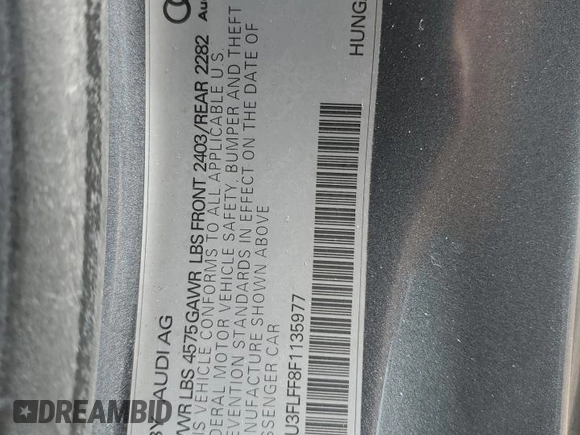 BY AUDI AG
GVWR LBS 4575 GAWR LBS FRONT 2403/REAR 2282
THIS VEHICLE CONFORMS TO ALL APPLICABLE U.S.
FEDERAL MOTOR VEHICLE SAFETY, BUMPER AND THEFT
PREVENTION STANDARDS IN EFFECT ON THE DATE OF
MANUFACTURE SHOWN ABOVE
PASSENGER CAR
U3FLFF8F1135977
HUNGA
Au
DREAMBID